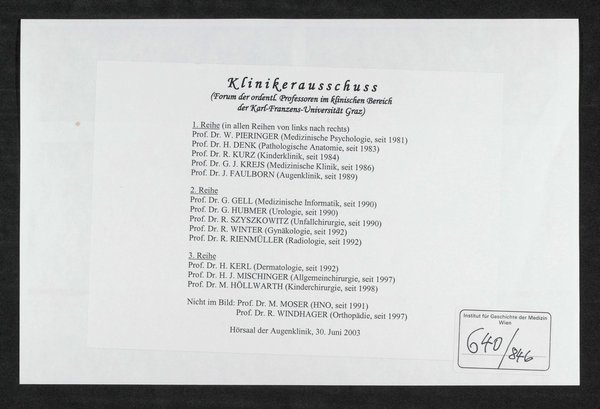 Klinikerausschuss
(Forum der ordentl. Professoren im klinischen Bereich
der Karl-Franzens-Universität Graz)
1. Reihe (in allen Reihen von links nach rechts)
Prof. Dr. W. PIERINGER (Medizinische Psychologie, seit 1981)
Prof. Dr. H. DENK (Pathologische Anatomie, seit 1983)
Prof. Dr. R. KURZ (Kinderklinik, seit 1984)
Prof. Dr. G. J. KREJS (Medizinische Klinik, seit 1986)
Prof. Dr. J. FAULBORN (Augenklinik, seit 1989)
2. Reihe
Prof. Dr. G. GELL (Medizinische Informatik, seit 1990)
Prof. Dr. G. HUBMER (Urologie, seit 1990)
Prof. Dr. R. SZYSZKOWITZ (Unfallchirurgie, seit 1990)
Prof. Dr. R. WINTER (Gynäkologie, seit 1992)
Prof. Dr. R. RIENMÜLLER (Radiologie, seit 1992)
3. Reihe
Prof. Dr. H. KERL (Dermatologie, seit 1992)
Prof. Dr. H. J. MISCHINGER (Allgemeinchirurgie, seit 1997)
Prof. Dr. M. HÖLLWARTH (Kinderchirurgie, seit 1998)
Nicht im Bild: Prof. Dr. M. MOSER (HNO, seit 1991)
Prof. Dr. R. WINDHAGER (Orthopädie, seit 1997)
Hörsaal der Augenklinik, 30. Juni 2003
Institut für Geschichte der Medizin
Wien
640/846